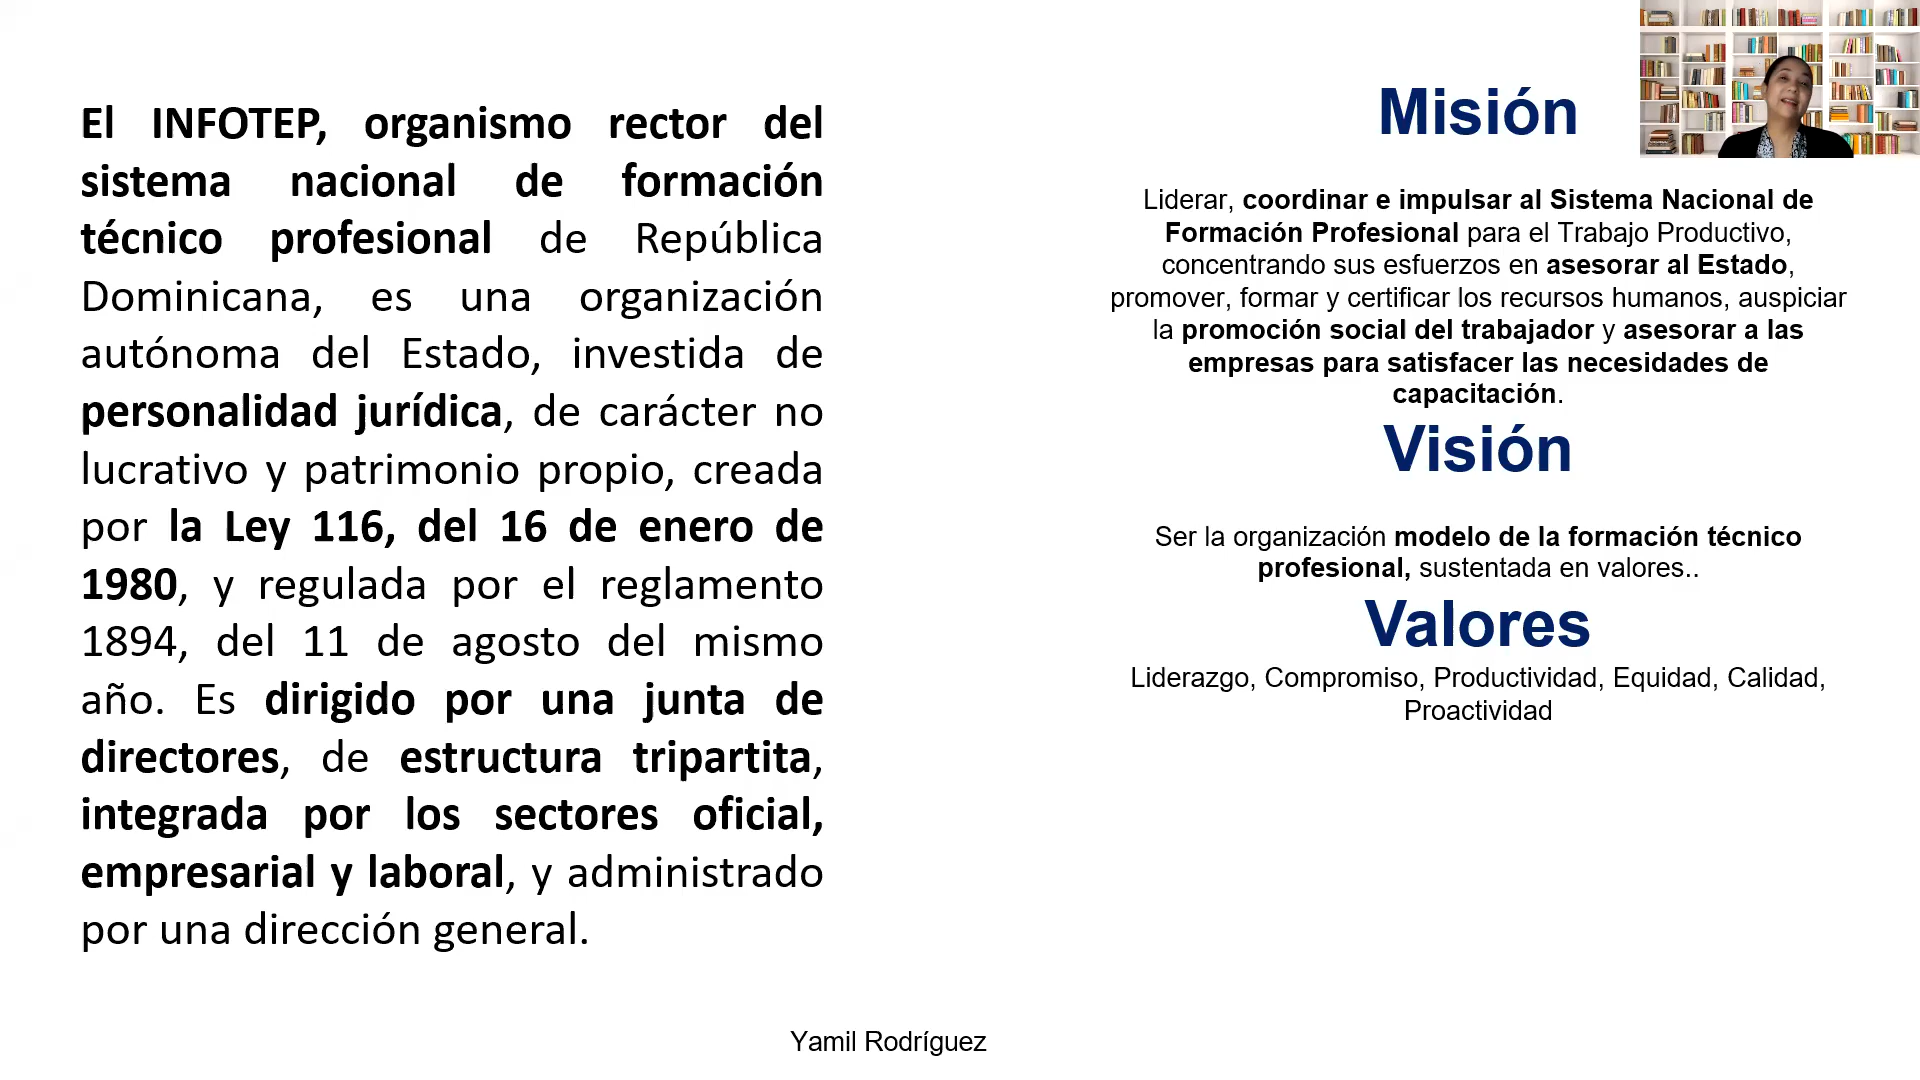 El INFOTEP, organismo rector del
sistema nacional de formación
técnico profesional de República
Dominicana, es una organización
autónoma del Estado, investida de
personalidad jurídica, de carácter no
lucrativo y patrimonio propio, creada
por la Ley 116, del 16 de enero de
1980, y regulada por el reglamento
1894, del 11 de agosto del mismo
año. Es dirigido por una junta de
directores, de estructura tripartita,
integrada por los sectores oficial,
empresarial y laboral, y administrado
por una dirección general.
Misión
Liderar, coordinar e impulsar al Sistema Nacional de
Formación Profesional para el Trabajo Productivo,
concentrando sus esfuerzos en asesorar al Estado,
promover, formar y certificar los recursos humanos, auspiciar
la promoción social del trabajador y asesorar a las
empresas para satisfacer las necesidades de
capacitación.
Visión
Ser la organización modelo de la formación técnico
profesional, sustentada en valores..
Valores
Liderazgo, Compromiso, Productividad, Equidad, Calidad,
Proactividad
Yamil Rodríguez